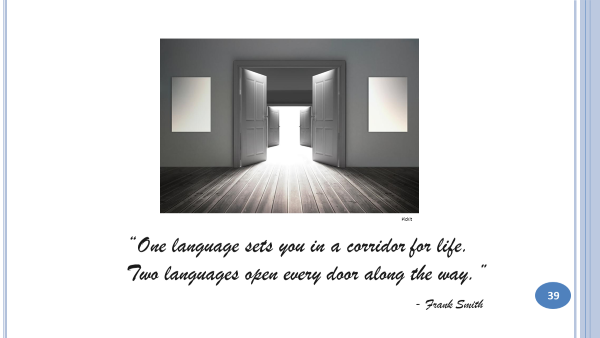 “One language sets you in a corridor for life.
Two languages open every door along the way.”
- Frank Smith
39